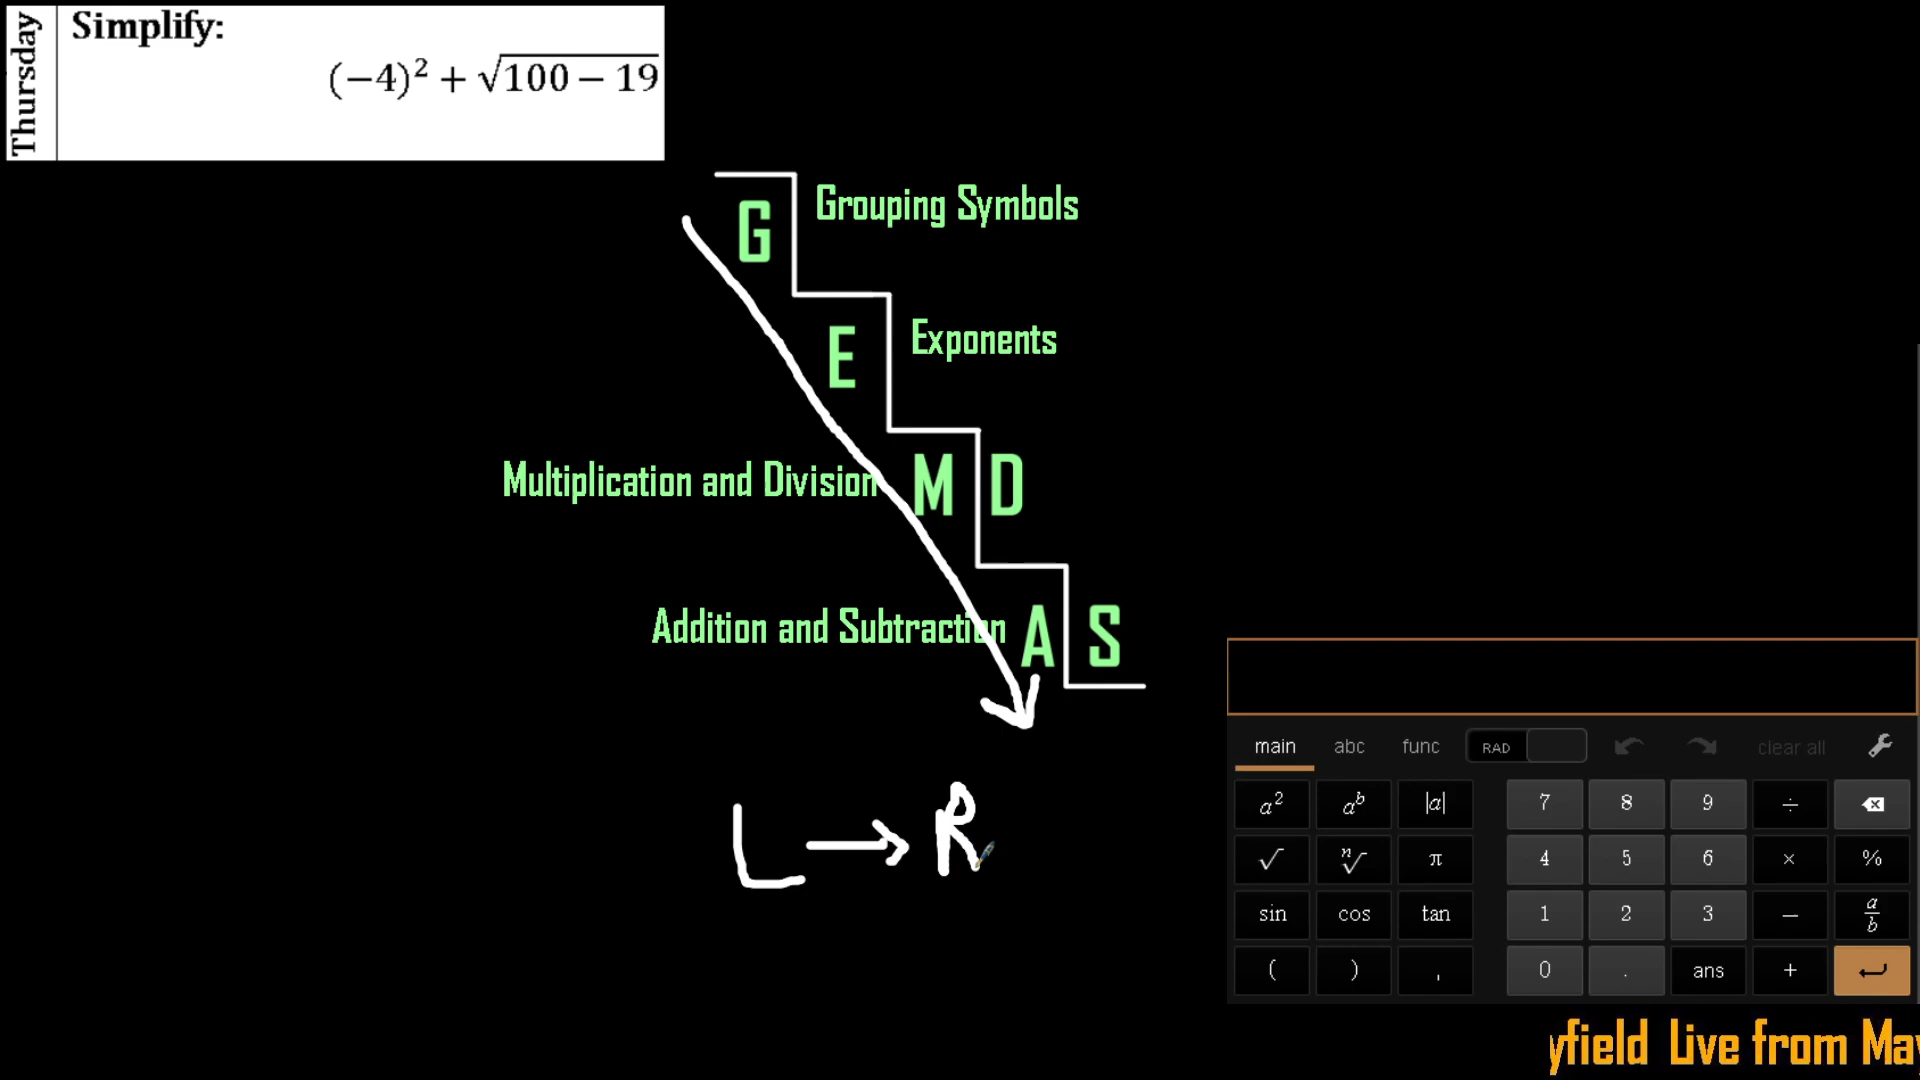 Thursday
Simplify:
(−4)² + √100 − 19
G Grouping Symbols
E Exponents
Multiplication and Division M D
Addition and Subtraction A S
L → R
main abc func RAD clear all
a² aᵇ |a| 7 8 9 ÷
√ ⁿ√ π 4 5 6 × %
sin cos tan 1 2 3 − a/b
( ) , 0 . ans +
yfield Live from May